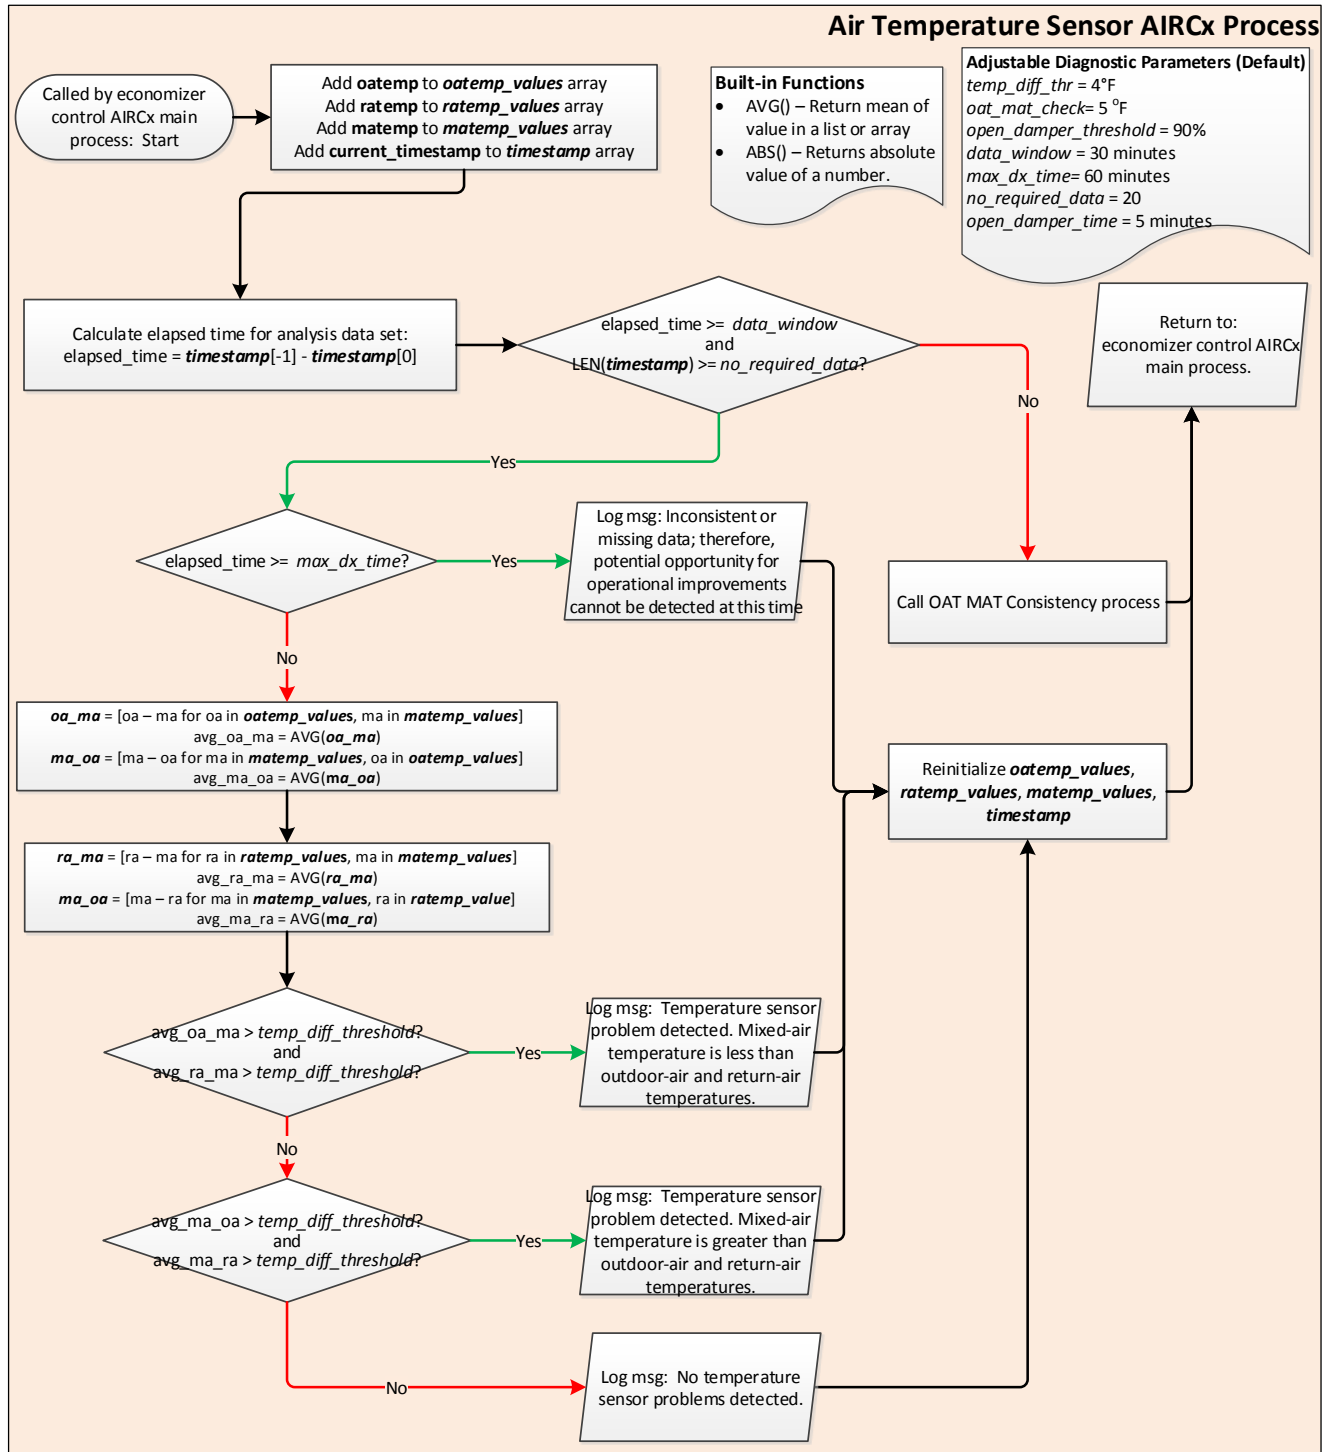 Air Temperature Sensor AIRCx Process
Called by economizer
control AIRCx main
process:  Start
Add oatemp to oatemp_values array
Add ratemp to ratemp_values array
Add matemp to matemp_values array
Add current_timestamp to timestamp array
Built-in Functions
• AVG() – Return mean of
value in a list or array
• ABS() – Returns absolute
value of a number.
Adjustable Diagnostic Parameters (Default)
temp_diff_thr = 4°F
oat_mat_check= 5 °F
open_damper_threshold = 90%
data_window = 30 minutes
max_dx_time= 60 minutes
no_required_data = 20
open_damper_time = 5 minutes
Calculate elapsed time for analysis data set:
elapsed_time = timestamp[-1] - timestamp[0]
elapsed_time >= data_window
and
LEN(timestamp) >= no_required_data?
Return to:
economizer control AIRCx
main process.
No
Yes
elapsed_time >= max_dx_time?
Yes
Log msg: Inconsistent or
missing data; therefore,
potential opportunity for
operational improvements
cannot be detected at this time
Call OAT MAT Consistency process
No
oa_ma = [oa – ma for oa in oatemp_values, ma in matemp_values]
avg_oa_ma = AVG(oa_ma)
ma_oa = [ma – oa for ma in matemp_values, oa in oatemp_values]
avg_ma_oa = AVG(ma_oa)
Reinitialize oatemp_values,
ratemp_values, matemp_values,
timestamp
ra_ma = [ra – ma for ra in ratemp_values, ma in matemp_values]
avg_ra_ma = AVG(ra_ma)
ma_oa = [ma – ra for ma in matemp_values, ra in ratemp_value]
avg_ma_ra = AVG(ma_ra)
avg_oa_ma > temp_diff_threshold?
and
avg_ra_ma > temp_diff_threshold?
Yes
Log msg:  Temperature sensor
problem detected. Mixed-air
temperature is less than
outdoor-air and return-air
temperatures.
No
avg_ma_oa > temp_diff_threshold?
and
avg_ma_ra > temp_diff_threshold?
Yes
Log msg:  Temperature sensor
problem detected. Mixed-air
temperature is greater than
outdoor-air and return-air
temperatures.
No
Log msg:  No temperature
sensor problems detected.